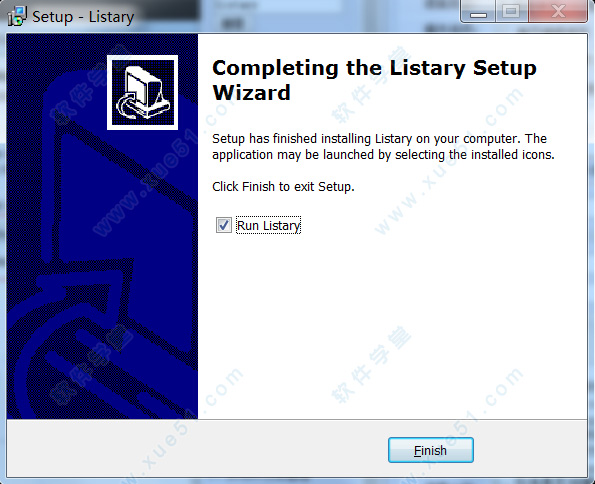 Setup - Listary
Completing the Listary Setup
Wizard
Setup has finished installing Listary on your computer. The
application may be launched by selecting the installed icons.
Click Finish to exit Setup.
Run Listary
Finish
软件学堂
www.xue51.com
软件学堂
www.xue51.com
软件学堂
www.xue51.com
软件学堂
www.xue51.com